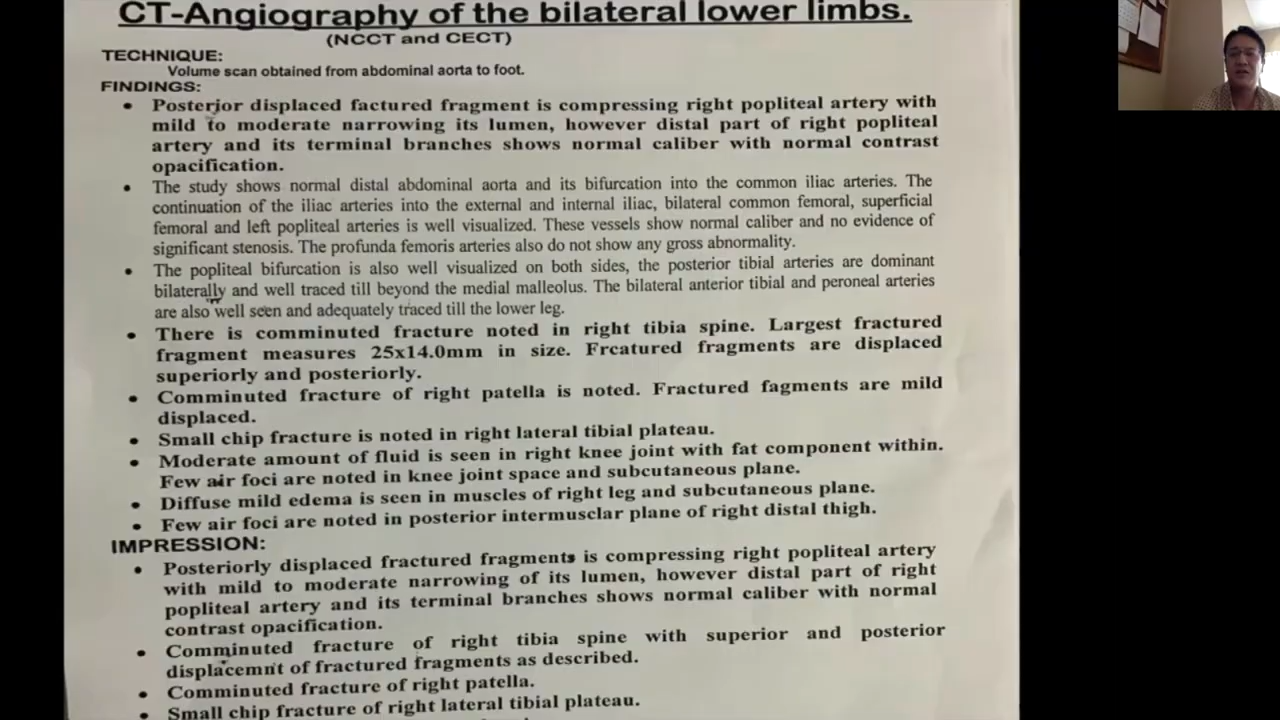 CT-Angiography of the bilateral lower limbs.
(NCCT and CECT)
TECHNIQUE:
Volume scan obtained from abdominal aorta to foot.
FINDINGS:
• Posterior displaced factured fragment is compressing right popliteal artery with
mild to moderate narrowing its lumen, however distal part of right popliteal
artery and its terminal branches shows normal caliber with normal contrast
opacification.
• The study shows normal distal abdominal aorta and its bifurcation into the common iliac arteries. The
continuation of the iliac arteries into the external and internal iliac, bilateral common femoral, superficial
femoral and left popliteal arteries is well visualized. These vessels show normal caliber and no evidence of
significant stenosis. The profunda femoris arteries also do not show any gross abnormality.
• The popliteal bifurcation is also well visualized on both sides, the posterior tibial arteries are dominant
bilaterally and well traced till beyond the medial malleolus. The bilateral anterior tibial and peroneal arteries
are also well seen and adequately traced till the lower leg.
• There is comminuted fracture noted in right tibia spine. Largest fractured
fragment measures 25x14.0mm in size. Frcatured fragments are displaced
superiorly and posteriorly.
• Comminuted fracture of right patella is noted. Fractured fagments are mild
displaced.
• Small chip fracture is noted in right lateral tibial plateau.
• Moderate amount of fluid is seen in right knee joint with fat component within.
Few air foci are noted in knee joint space and subcutaneous plane.
• Diffuse mild edema is seen in muscles of right leg and subcutaneous plane.
• Few air foci are noted in posterior intermusclar plane of right distal thigh.
IMPRESSION:
• Posteriorly displaced fractured fragments is compressing right popliteal artery
with mild to moderate narrowing of its lumen, however distal part of right
popliteal artery and its terminal branches shows normal caliber with normal
contrast opacification.
• Comminuted fracture of right tibia spine with superior and posterior
displacemnt of fractured fragments as described.
• Comminuted fracture of right patella.
• Small chip fracture of right lateral tibial plateau.